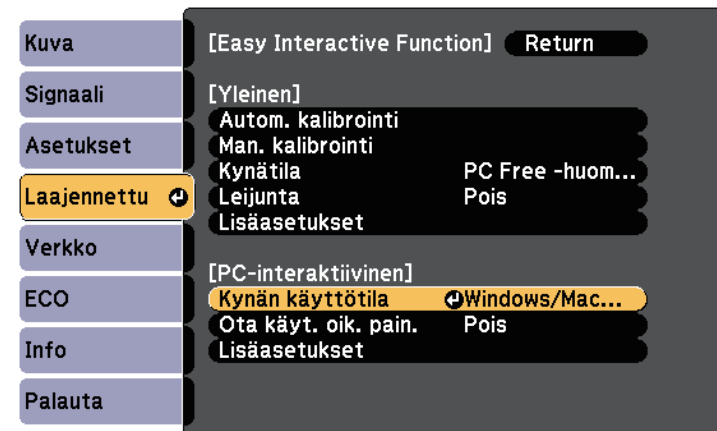 Kuva
Signaali
Asetukset
Laajennettu
Verkko
ECO
Info
Palauta
[Easy Interactive Function] Return
[Yleinen]
Autom. kalibrointi
Man. kalibrointi
Kynätila PC Free -huom...
Leijunta Pois
Lisäasetukset
[PC-interaktiivinen]
Kynän käyttötila Windows/Mac...
Ota käyt. oik. pain. Pois
Lisäasetukset